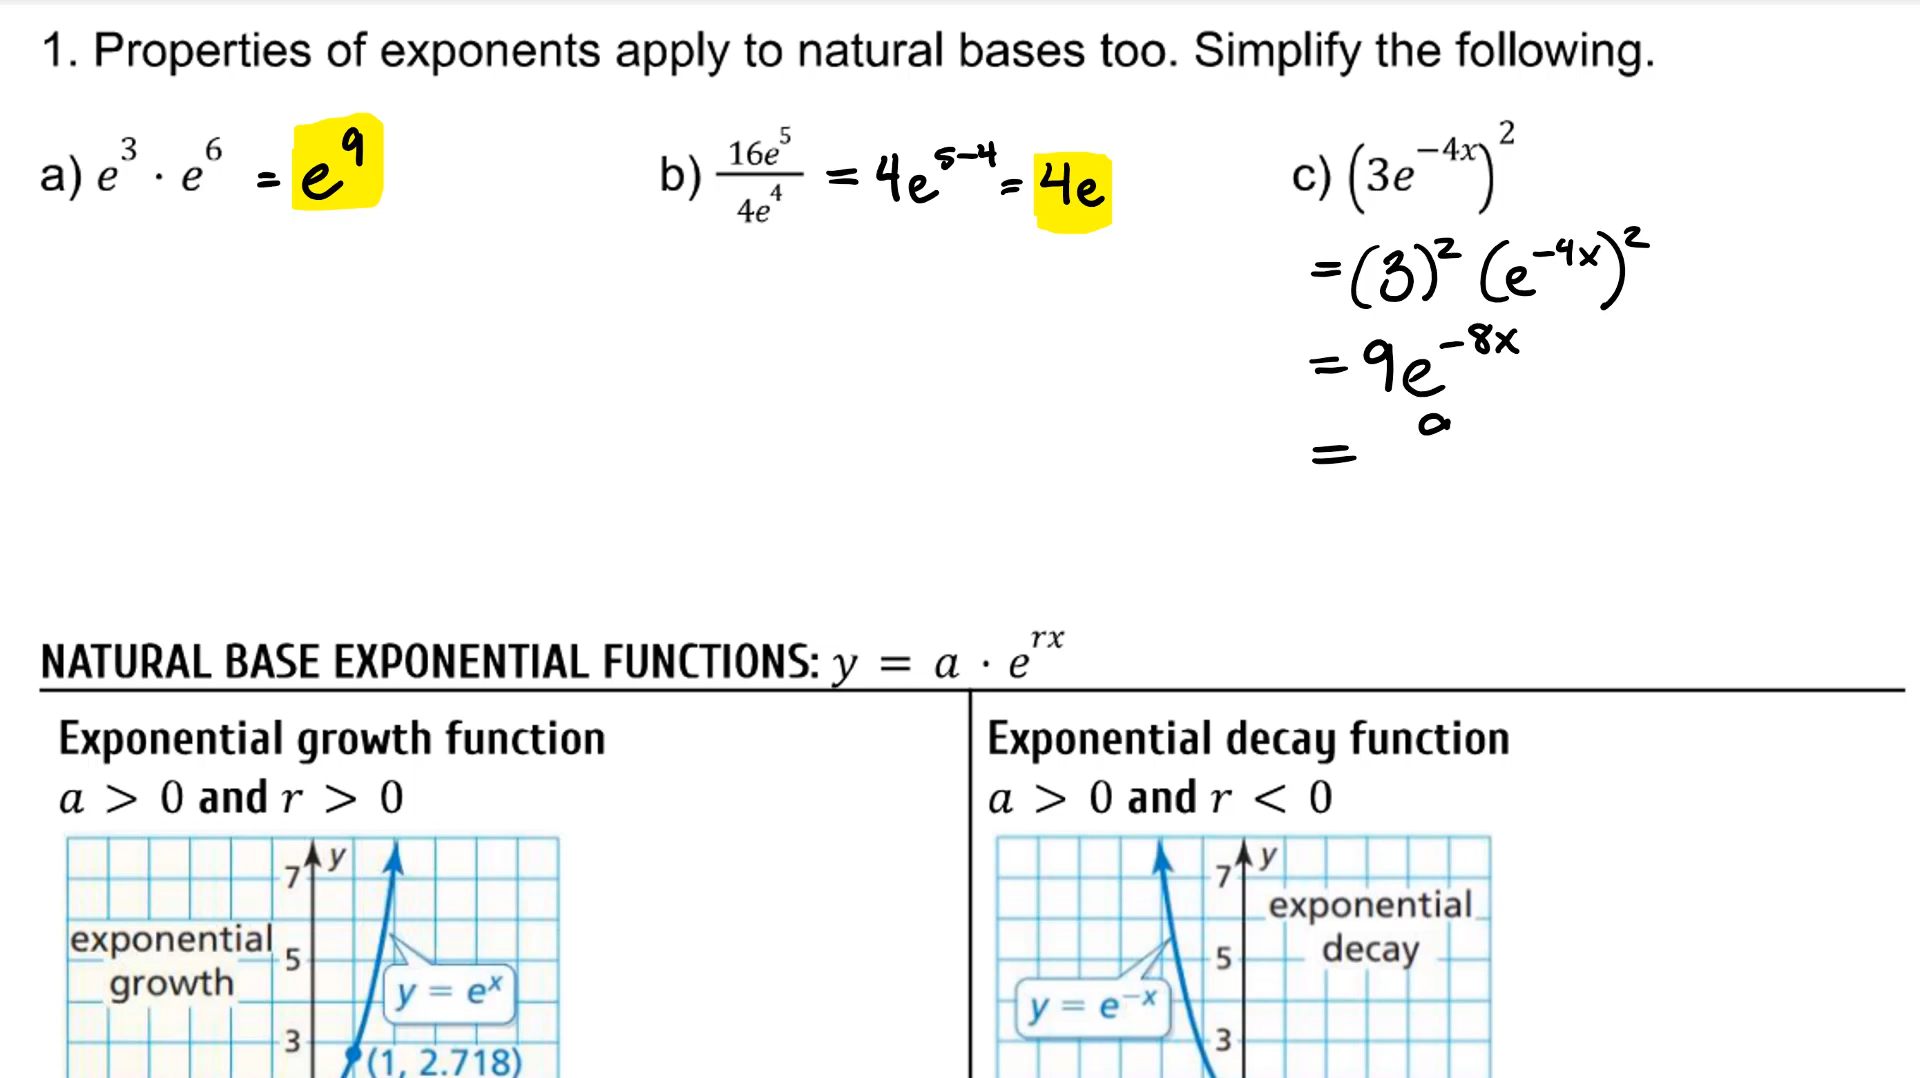 1. Properties of exponents apply to natural bases too. Simplify the following.
a) e^3 · e^6 = e^9
b) 16e^5 / 4e^4 = 4e^(5-4) = 4e
c) (3e^(-4x))^2
= (3)^2 (e^(-4x))^2
= 9e^(-8x)
=
NATURAL BASE EXPONENTIAL FUNCTIONS: y = a · e^(rx)
Exponential growth function
a > 0 and r > 0
7
y
exponential
growth
5
y = e^x
3
(1, 2.718)
Exponential decay function
a > 0 and r < 0
7
y
exponential
decay
5
y = e^(-x)
3